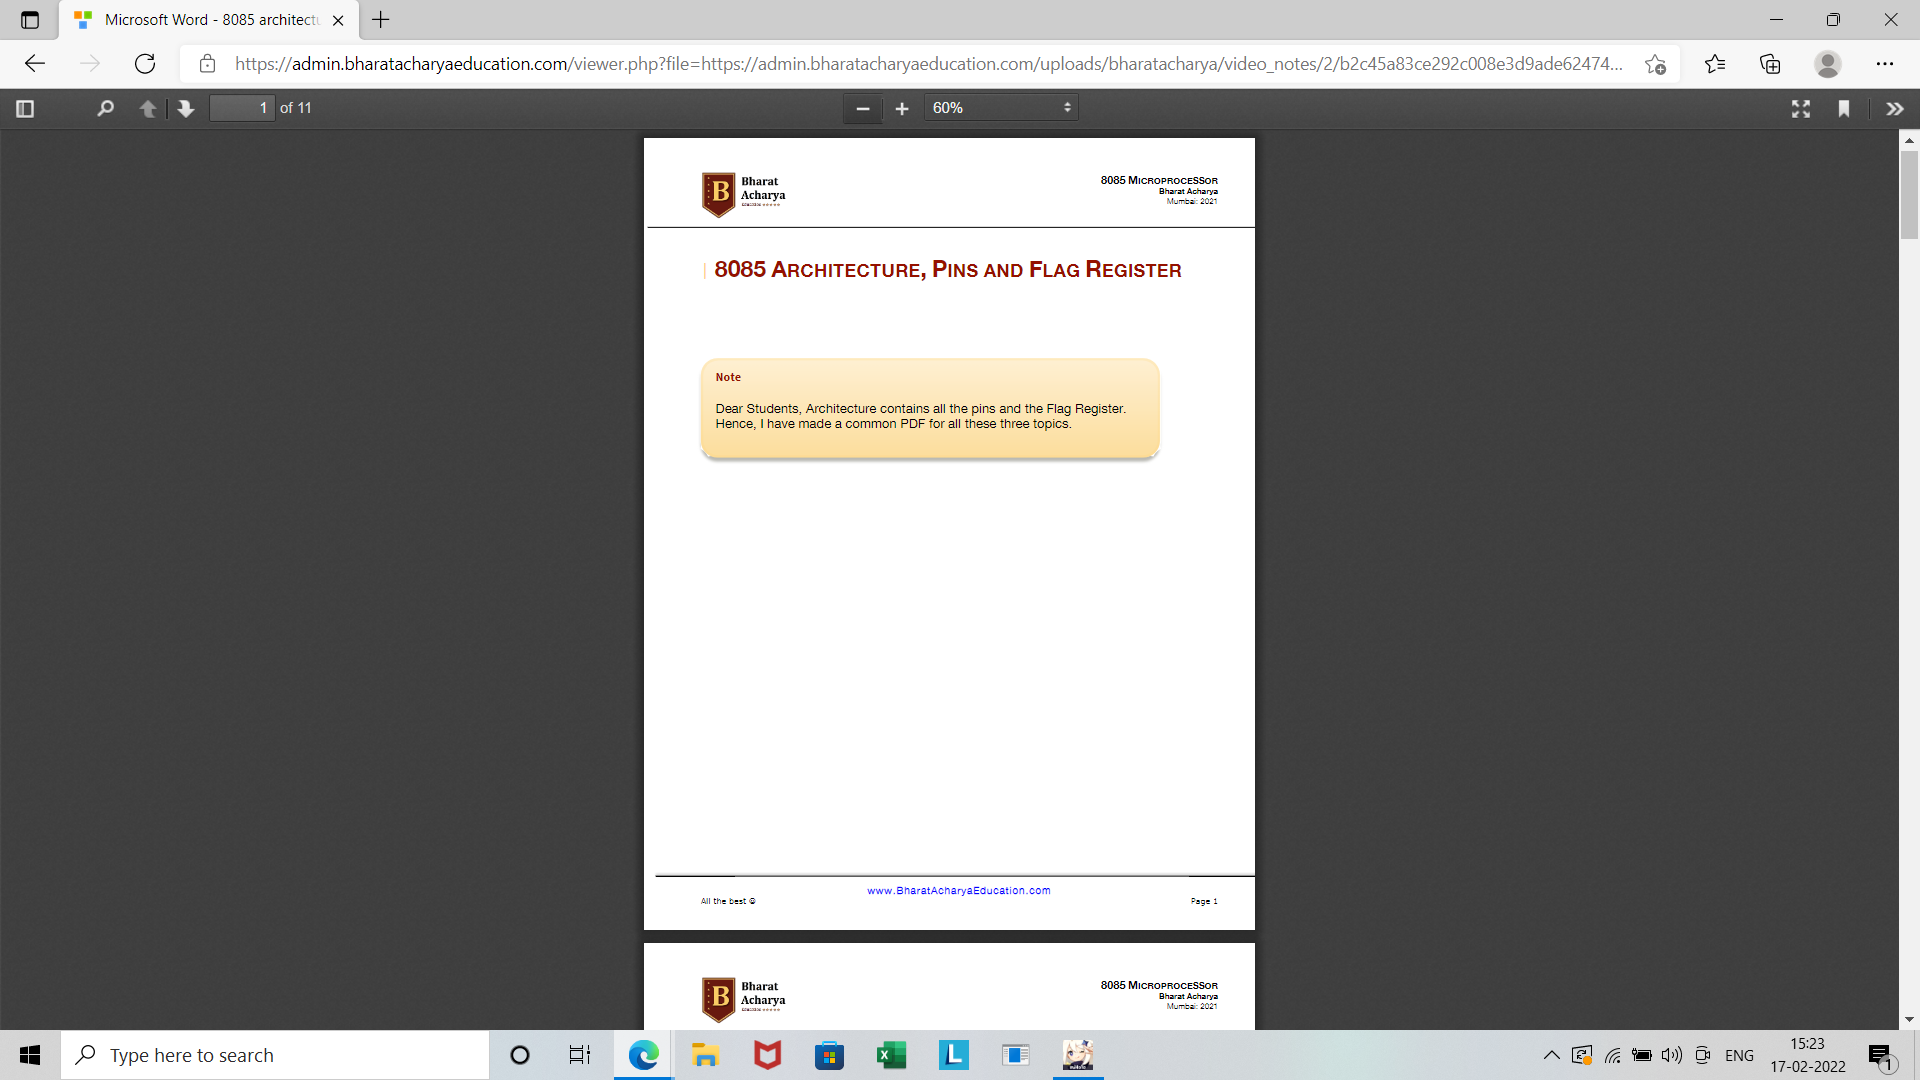 Microsoft Word - 8085 architectu
https://admin.bharatacharyaeducation.com/viewer.php?file=https://admin.bharatacharyaeducation.com/uploads/bharatacharya/video_notes/2/b2c45a83ce292c008e3d9ade62474...
1 of 11
60%
B Bharat Acharya
8085 MICROPROCESSOR
Bharat Acharya
Mumbai: 2021
8085 ARCHITECTURE, PINS AND FLAG REGISTER
Note
Dear Students, Architecture contains all the pins and the Flag Register.
Hence, I have made a common PDF for all these three topics.
www.BharatAcharyaEducation.com
All the best ☺
Page 1
B Bharat Acharya
8085 MICROPROCESSOR
Bharat Acharya
Mumbai: 2021
Type here to search
L
ENG
15:23
17-02-2022
1